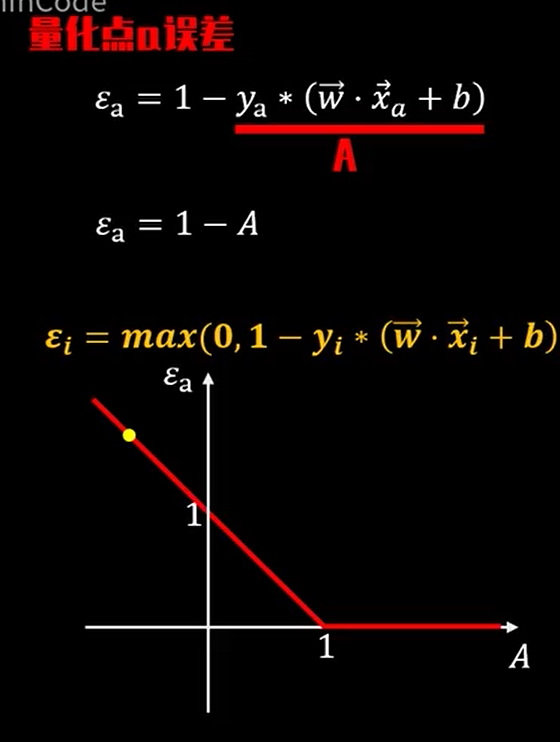 量化点a误差
εₐ = 1 − yₐ ∗ (w⃗ · x⃗ₐ + b)
A
εₐ = 1 − A
εᵢ = max(0, 1 − yᵢ ∗ (w⃗ · x⃗ᵢ + b)
εₐ
1
1
A